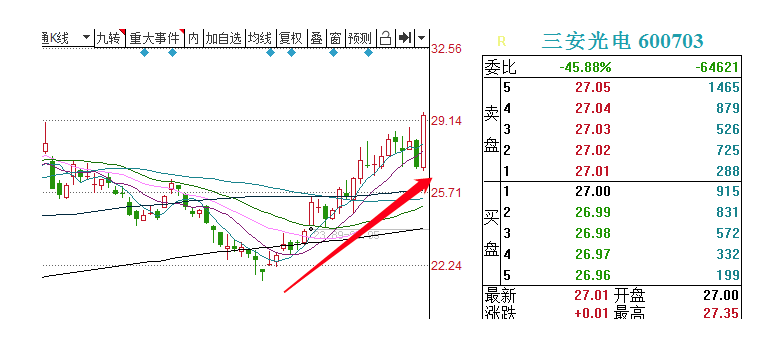 K线 九转 重大事件 内 加自选 均线 复权 叠 窗 预测
32.56
29.14
25.71
22.24
R 三安光电 600703
委比 -45.88% -64621
卖盘
5 27.05 1465
4 27.04 879
3 27.03 526
2 27.02 725
1 27.01 288
买盘
1 27.00 915
2 26.99 831
3 26.98 572
4 26.97 332
5 26.96 199
最新 27.01 开盘 27.00
涨跌 +0.01 最高 27.35